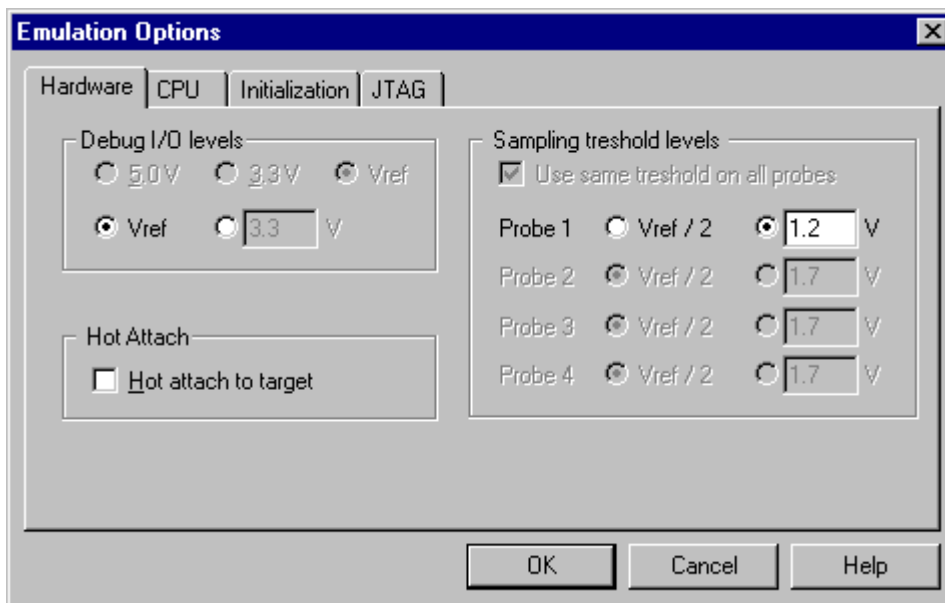 Emulation Options
Hardware CPU Initialization JTAG
Debug I/O levels
5.0 V 3.3 V Vref
Vref 3.3 V
Hot Attach
Hot attach to target
Sampling treshold levels
Use same treshold on all probes
Probe 1 Vref / 2 1.2 V
Probe 2 Vref / 2 1.7 V
Probe 3 Vref / 2 1.7 V
Probe 4 Vref / 2 1.7 V
OK Cancel Help